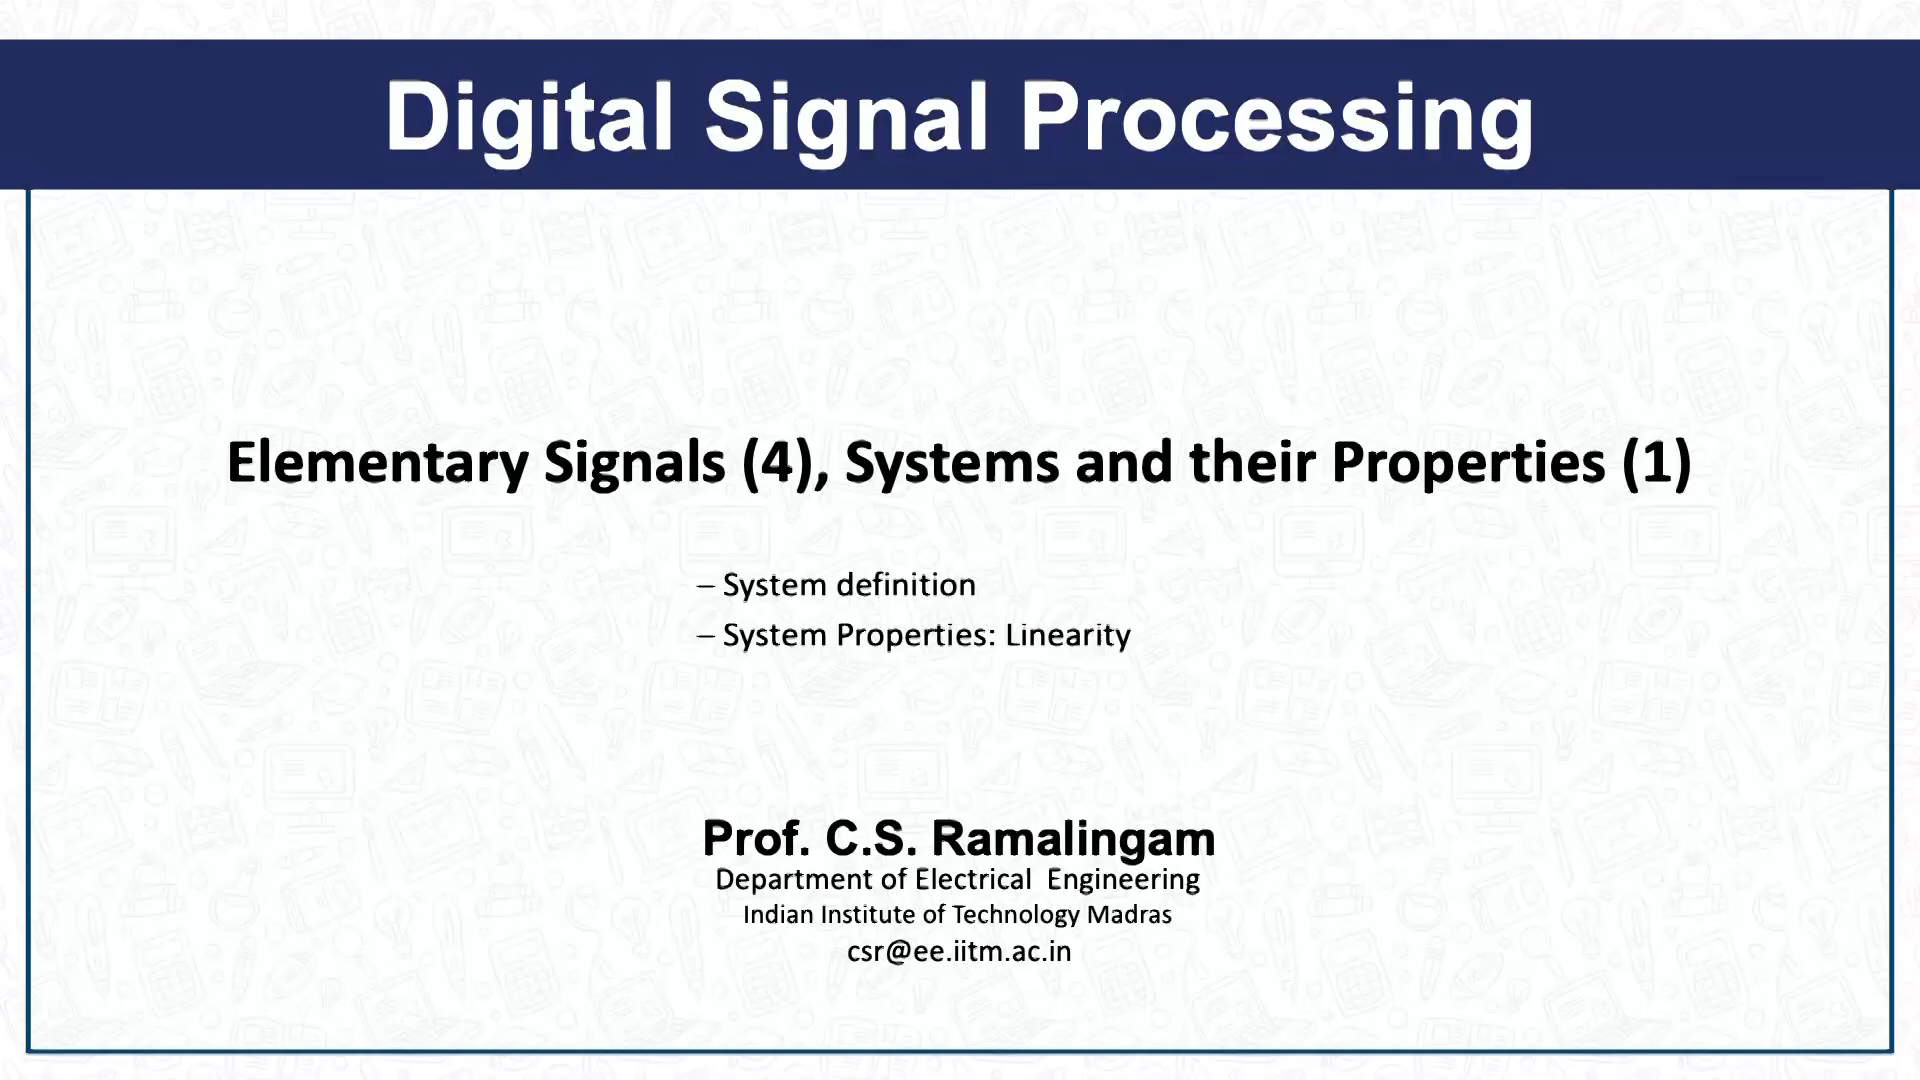 Digital Signal Processing
Elementary Signals (4), Systems and their Properties (1)
– System definition
– System Properties: Linearity
Prof. C.S. Ramalingam
Department of Electrical Engineering
Indian Institute of Technology Madras
csr@ee.iitm.ac.in